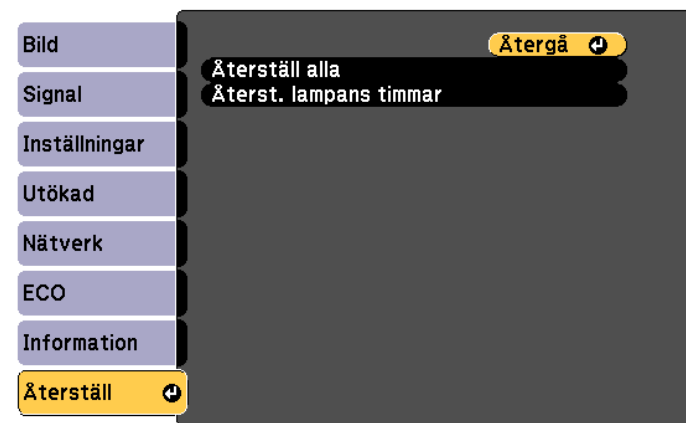 Bild
Signal
Inställningar
Utökad
Nätverk
ECO
Information
Återställ
Återgå
Återställ alla
Återst. lampans timmar